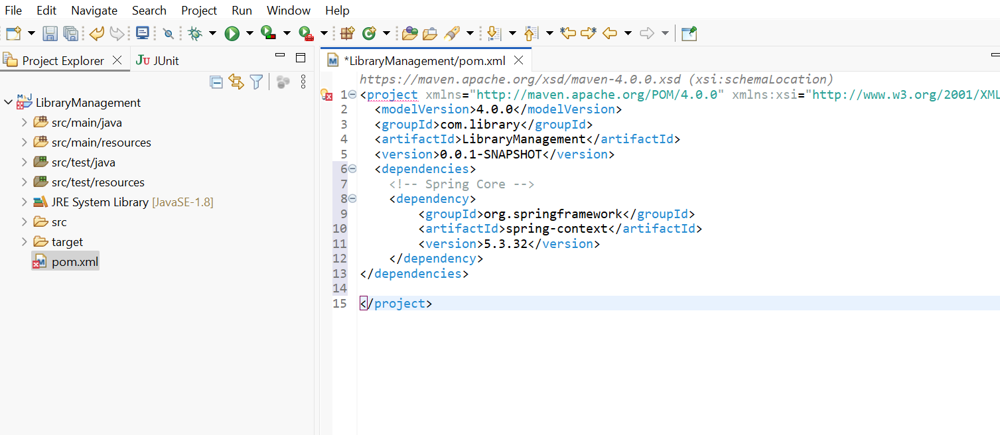 File Edit Navigate Search Project Run Window Help
Project Explorer JU JUnit
*LibraryManagement/pom.xml
LibraryManagement
src/main/java
src/main/resources
src/test/java
src/test/resources
JRE System Library [JavaSE-1.8]
src
target
pom.xml
https://maven.apache.org/xsd/maven-4.0.0.xsd (xsi:schemaLocation)
1 <project xmlns="http://maven.apache.org/POM/4.0.0" xmlns:xsi="http://www.w3.org/2001/XML
2 <modelVersion>4.0.0</modelVersion>
3 <groupId>com.library</groupId>
4 <artifactId>LibraryManagement</artifactId>
5 <version>0.0.1-SNAPSHOT</version>
6 <dependencies>
7 <!-- Spring Core -->
8 <dependency>
9 <groupId>org.springframework</groupId>
10 <artifactId>spring-context</artifactId>
11 <version>5.3.32</version>
12 </dependency>
13 </dependencies>
14
15 </project>